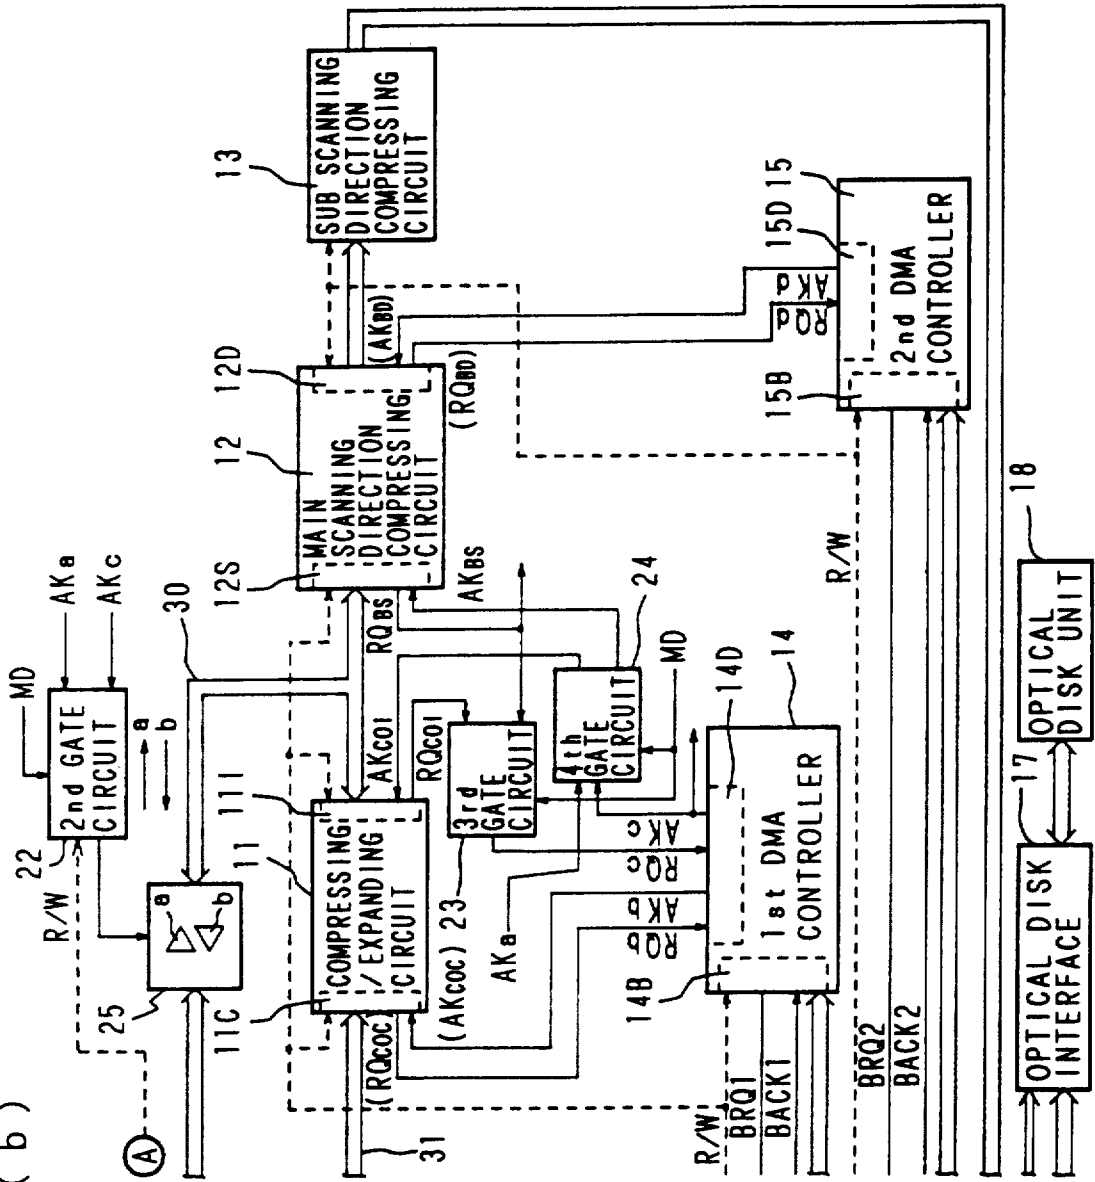 ( b )
A
R/W
22
2nd GATE
CIRCUIT
MD
AKa
AKc
a
b
25
a
b
30
31
11C
11
COMPRESSING
/ EXPANDING
CIRCUIT
11I
(RQCOC)
(AKCOC)
23
3rd
GATE
CIRCUIT
AKCOI
RQCOI
12S
12
MAIN
SCANNING
DIRECTION
COMPRESSING
CIRCUIT
12D
RQBS
AKBS
(AKBD)
(RQBD)
13
SUB SCANNING
DIRECTION
COMPRESSING
CIRCUIT
24
4th
GATE
CIRCUIT
MD
AKa
RQb
AKb
RQc
AKc
14B
14D
14
1st DMA
CONTROLLER
R/W
BRQ1
BACK1
RQd
AKd
15B
15D
15
2nd DMA
CONTROLLER
R/W
BRQ2
BACK2
17
OPTICAL DISK
INTERFACE
18
OPTICAL
DISK UNIT